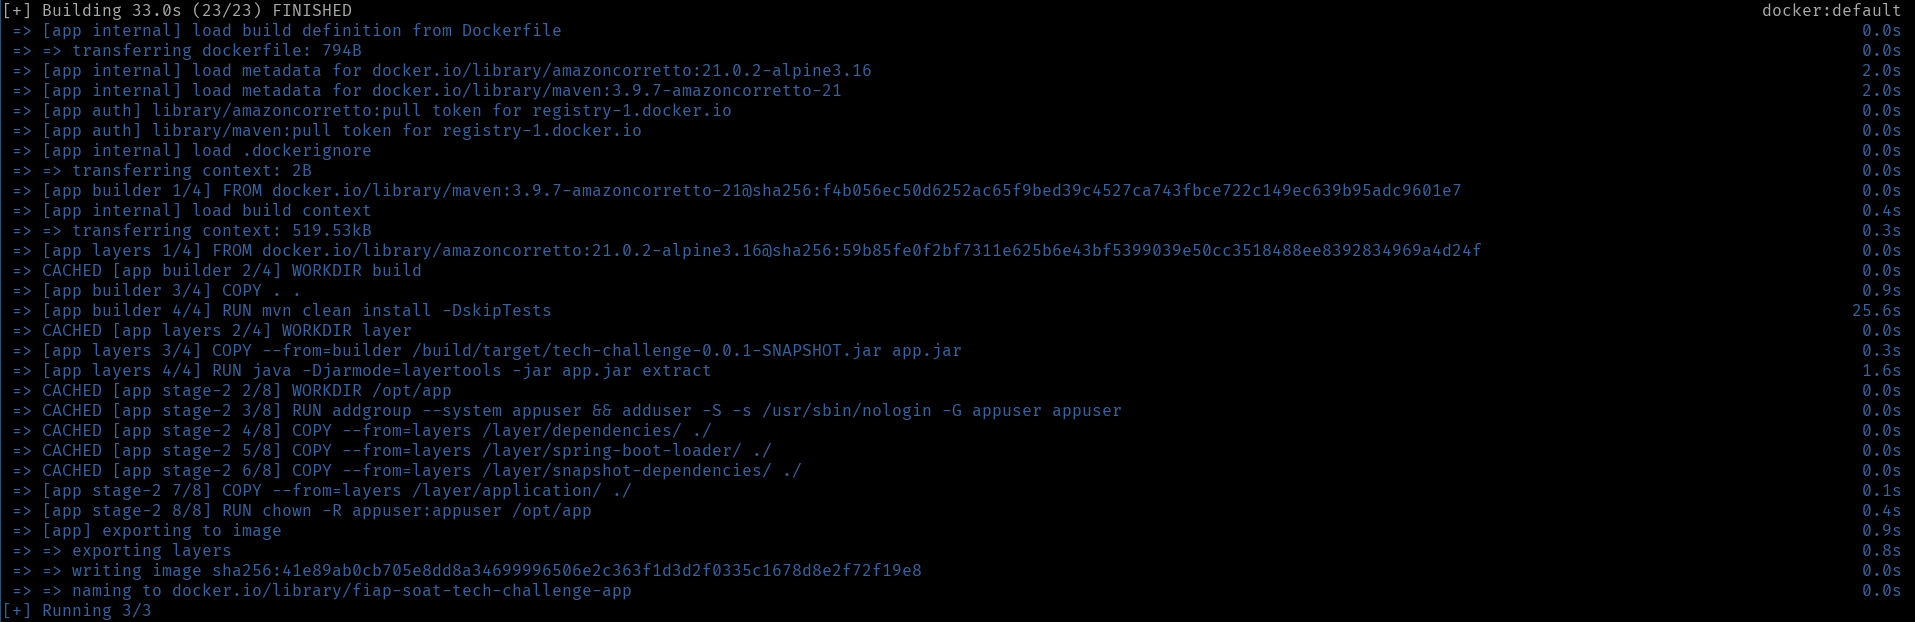 [+] Building 33.0s (23/23) FINISHED docker:default
=> [app internal] load build definition from Dockerfile 0.0s
=> => transferring dockerfile: 794B 0.0s
=> [app internal] load metadata for docker.io/library/amazoncorretto:21.0.2-alpine3.16 2.0s
=> [app internal] load metadata for docker.io/library/maven:3.9.7-amazoncorretto-21 2.0s
=> [app auth] library/amazoncorretto:pull token for registry-1.docker.io 0.0s
=> [app auth] library/maven:pull token for registry-1.docker.io 0.0s
=> [app internal] load .dockerignore 0.0s
=> => transferring context: 2B 0.0s
=> [app builder 1/4] FROM docker.io/library/maven:3.9.7-amazoncorretto-21@sha256:f4b056ec50d6252ac65f9bed39c4527ca743fbce722c149ec639b95adc9601e7 0.0s
=> [app internal] load build context 0.4s
=> => transferring context: 519.53kB 0.3s
=> [app layers 1/4] FROM docker.io/library/amazoncorretto:21.0.2-alpine3.16@sha256:59b85fe0f2bf7311e625b6e43bf5399039e50cc3518488ee8392834969a4d24f 0.0s
=> CACHED [app builder 2/4] WORKDIR build 0.0s
=> [app builder 3/4] COPY . . 0.9s
=> [app builder 4/4] RUN mvn clean install -DskipTests 25.6s
=> CACHED [app layers 2/4] WORKDIR layer 0.0s
=> [app layers 3/4] COPY --from=builder /build/target/tech-challenge-0.0.1-SNAPSHOT.jar app.jar 0.3s
=> [app layers 4/4] RUN java -Djarmode=layertools -jar app.jar extract 1.6s
=> CACHED [app stage-2 2/8] WORKDIR /opt/app 0.0s
=> CACHED [app stage-2 3/8] RUN addgroup --system appuser && adduser -S -s /usr/sbin/nologin -G appuser appuser 0.0s
=> CACHED [app stage-2 4/8] COPY --from=layers /layer/dependencies/ ./ 0.0s
=> CACHED [app stage-2 5/8] COPY --from=layers /layer/spring-boot-loader/ ./ 0.0s
=> CACHED [app stage-2 6/8] COPY --from=layers /layer/snapshot-dependencies/ ./ 0.0s
=> [app stage-2 7/8] COPY --from=layers /layer/application/ ./ 0.1s
=> [app stage-2 8/8] RUN chown -R appuser:appuser /opt/app 0.4s
=> [app] exporting to image 0.9s
=> => exporting layers 0.8s
=> => writing image sha256:41e89ab0cb705e8dd8a34699996506e2c363f1d3d2f0335c1678d8e2f72f19e8 0.0s
=> => naming to docker.io/library/fiap-soat-tech-challenge-app 0.0s
[+] Running 3/3